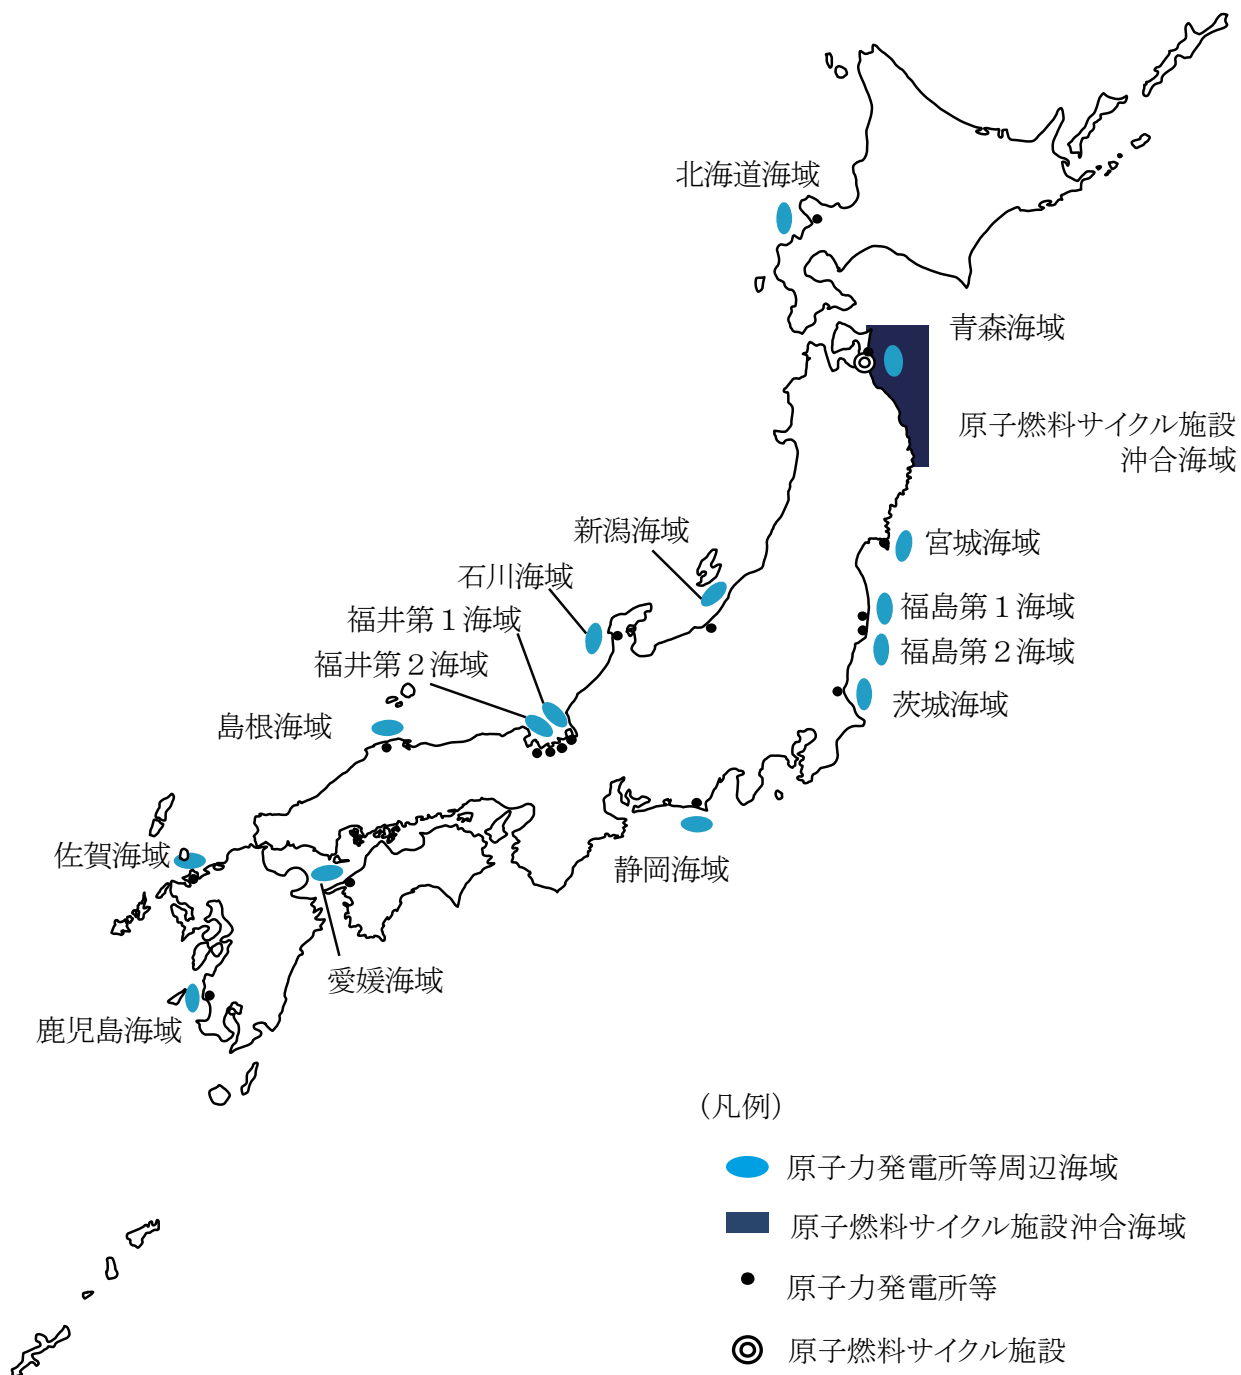 北海道海域
青森海域
原子燃料サイクル施設
沖合海域
新潟海域
宮城海域
石川海域
福島第１海域
福井第１海域
福島第２海域
福井第２海域
茨城海域
島根海域
佐賀海域
静岡海域
愛媛海域
鹿児島海域
（凡例）
原子力発電所等周辺海域
原子燃料サイクル施設沖合海域
原子力発電所等
原子燃料サイクル施設